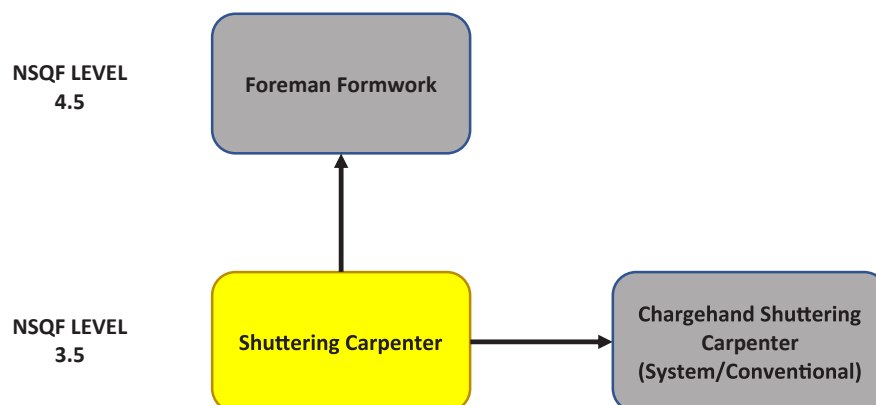 NSQF LEVEL
4.5
Foreman Formwork
NSQF LEVEL
3.5
Shuttering Carpenter
Chargehand Shuttering
Carpenter
(System/Conventional)